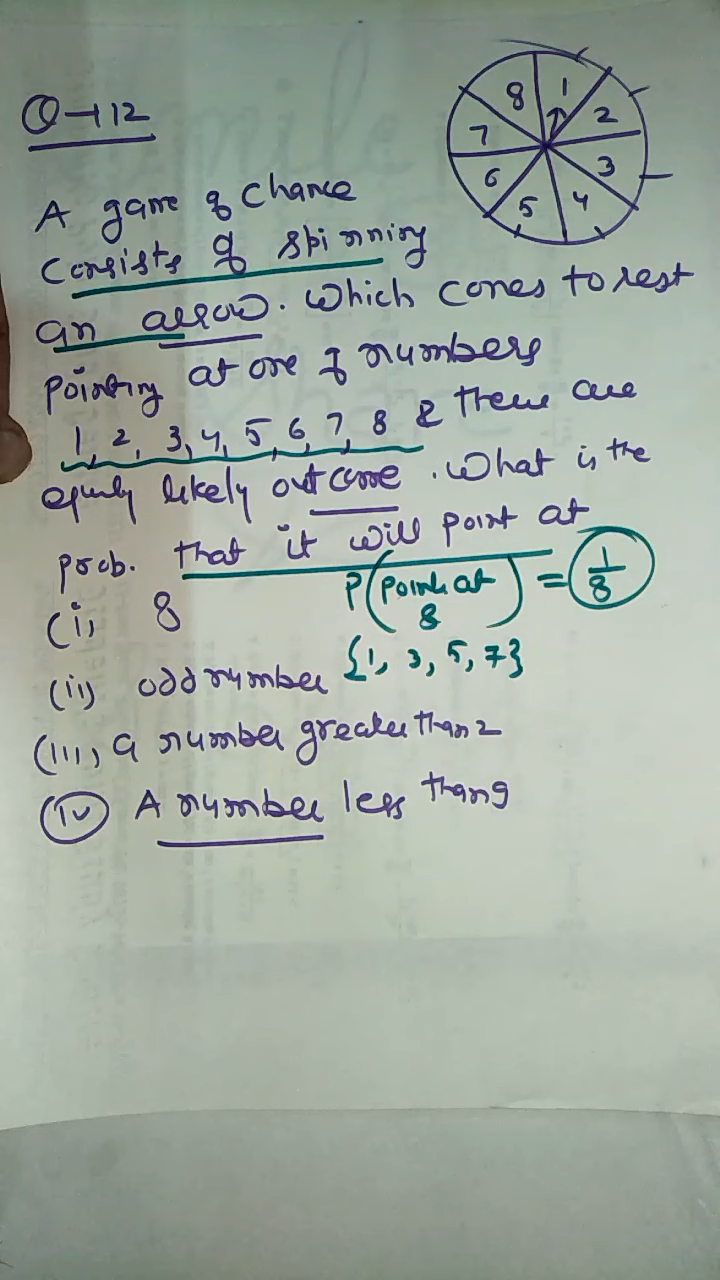 Q→12
8 1
7 2
6 3
5 4
A game of chance
Consists of spinning
an arrow. Which comes to rest
pointing at one of numbers
1, 2, 3, 4, 5, 6, 7, 8 & these are
equly likely outcome. What is the
prob. that it will point at
(i) 8 P(Point at 8) = 1/8
(ii) odd number {1, 3, 5, 7}
(iii) a number greater than 2
(iv) A number less than 9